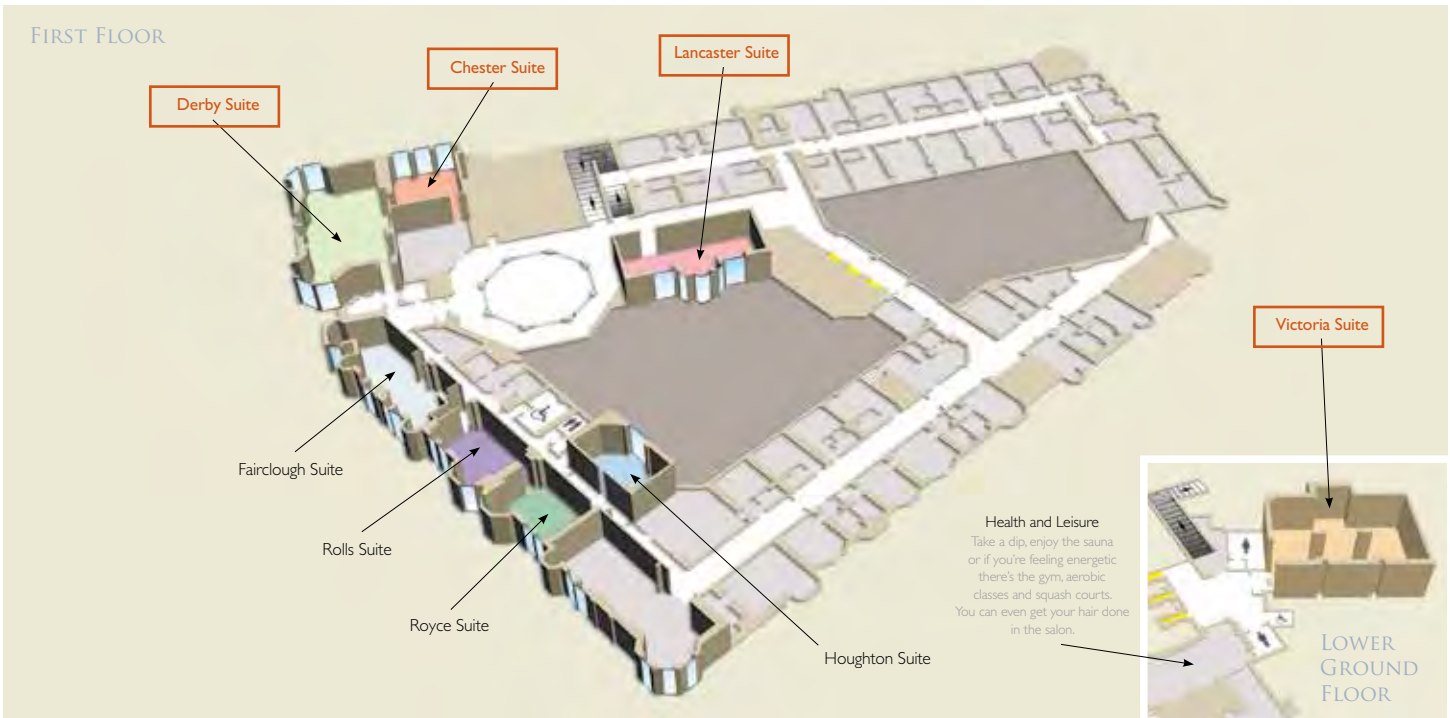 FIRST FLOOR
Derby Suite
Chester Suite
Lancaster Suite
Victoria Suite
Fairclough Suite
Rolls Suite
Royce Suite
Houghton Suite
Health and Leisure
Take a dip, enjoy the sauna
or if you're feeling energetic
there's the gym, aerobic
classes and squash courts.
You can even get your hair done
in the salon.
LOWER
GROUND
FLOOR